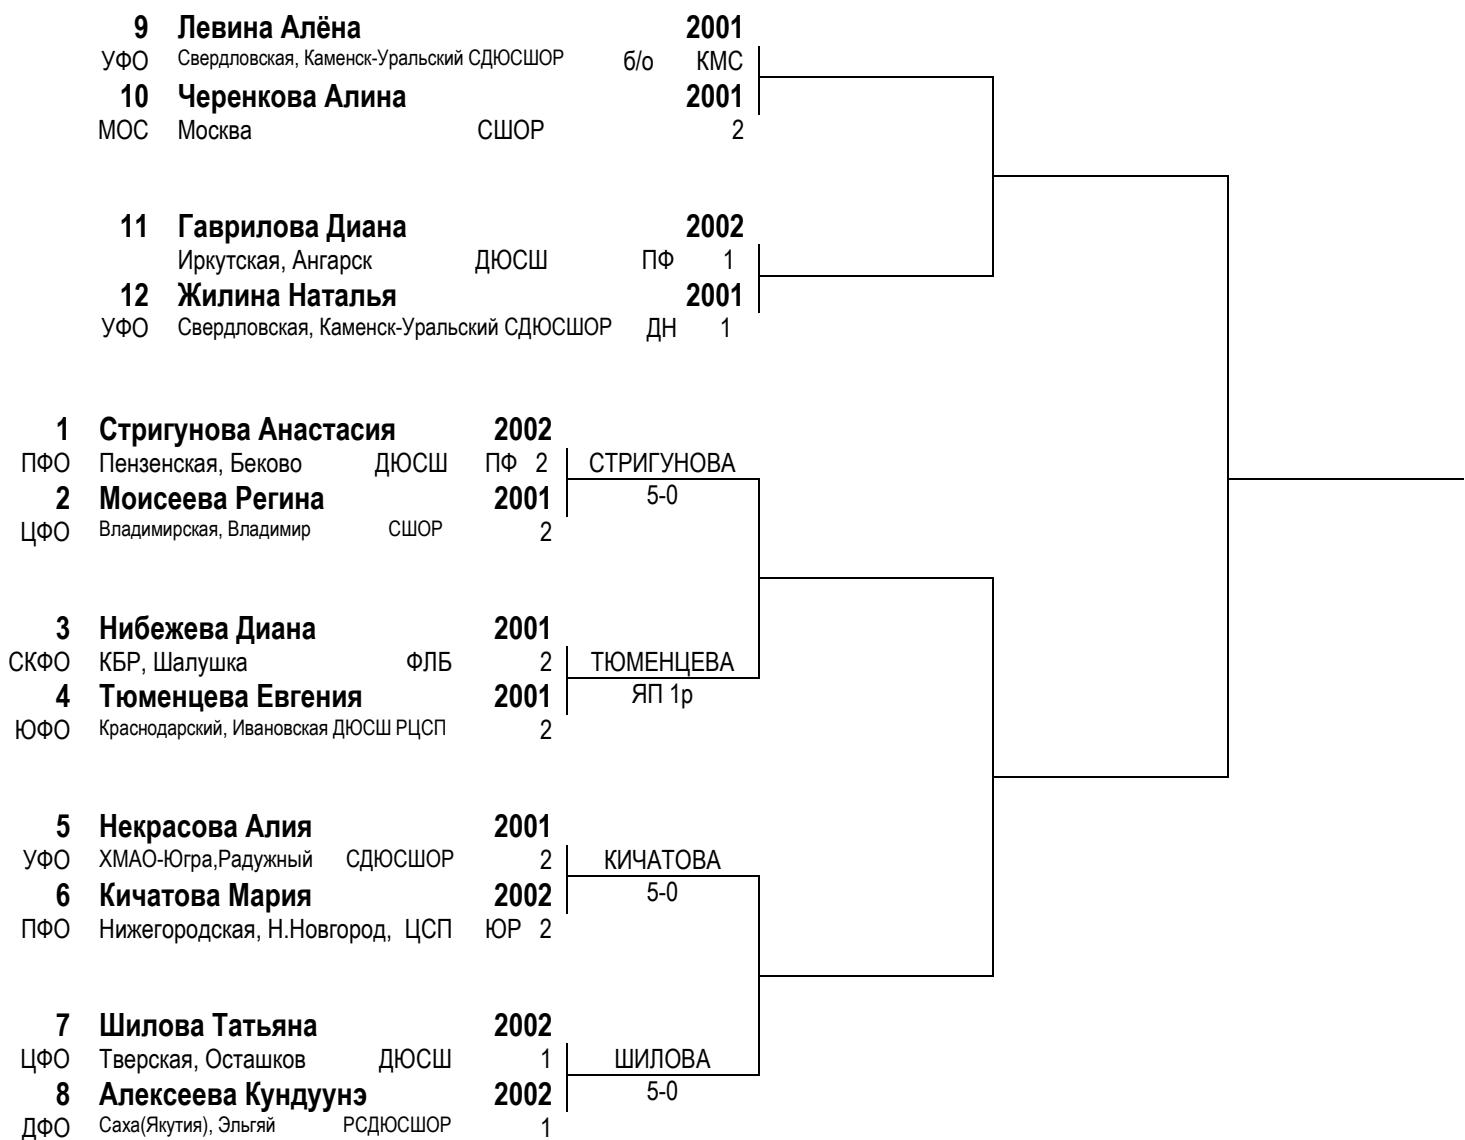 9 Левина Алёна 2001
УФО Свердловская, Каменск-Уральский СДЮСШОР б/о КМС
10 Черенкова Алина 2001
МОС Москва СШОР 2
11 Гаврилова Диана 2002
Иркутская, Ангарск ДЮСШ ПФ 1
12 Жилина Наталья 2001
УФО Свердловская, Каменск-Уральский СДЮСШОР ДН 1
1 Стригунова Анастасия 2002
ПФО Пензенская, Беково ДЮСШ ПФ 2 СТРИГУНОВА
2 Моисеева Регина 2001 5-0
ЦФО Владимирская, Владимир СШОР 2
3 Нибежева Диана 2001
СКФО КБР, Шалушка ФЛБ 2 ТЮМЕНЦЕВА
4 Тюменцева Евгения 2001 ЯП 1р
ЮФО Краснодарский, Ивановская ДЮСШ РЦСП 2
5 Некрасова Алия 2001
УФО ХМАО-Югра,Радужный СДЮСШОР 2 КИЧАТОВА
6 Кичатова Мария 2002 5-0
ПФО Нижегородская, Н.Новгород, ЦСП ЮР 2
7 Шилова Татьяна 2002
ЦФО Тверская, Осташков ДЮСШ 1 ШИЛОВА
8 Алексеева Кундуунэ 2002 5-0
ДФО Саха(Якутия), Эльгяй РСДЮСШОР 1